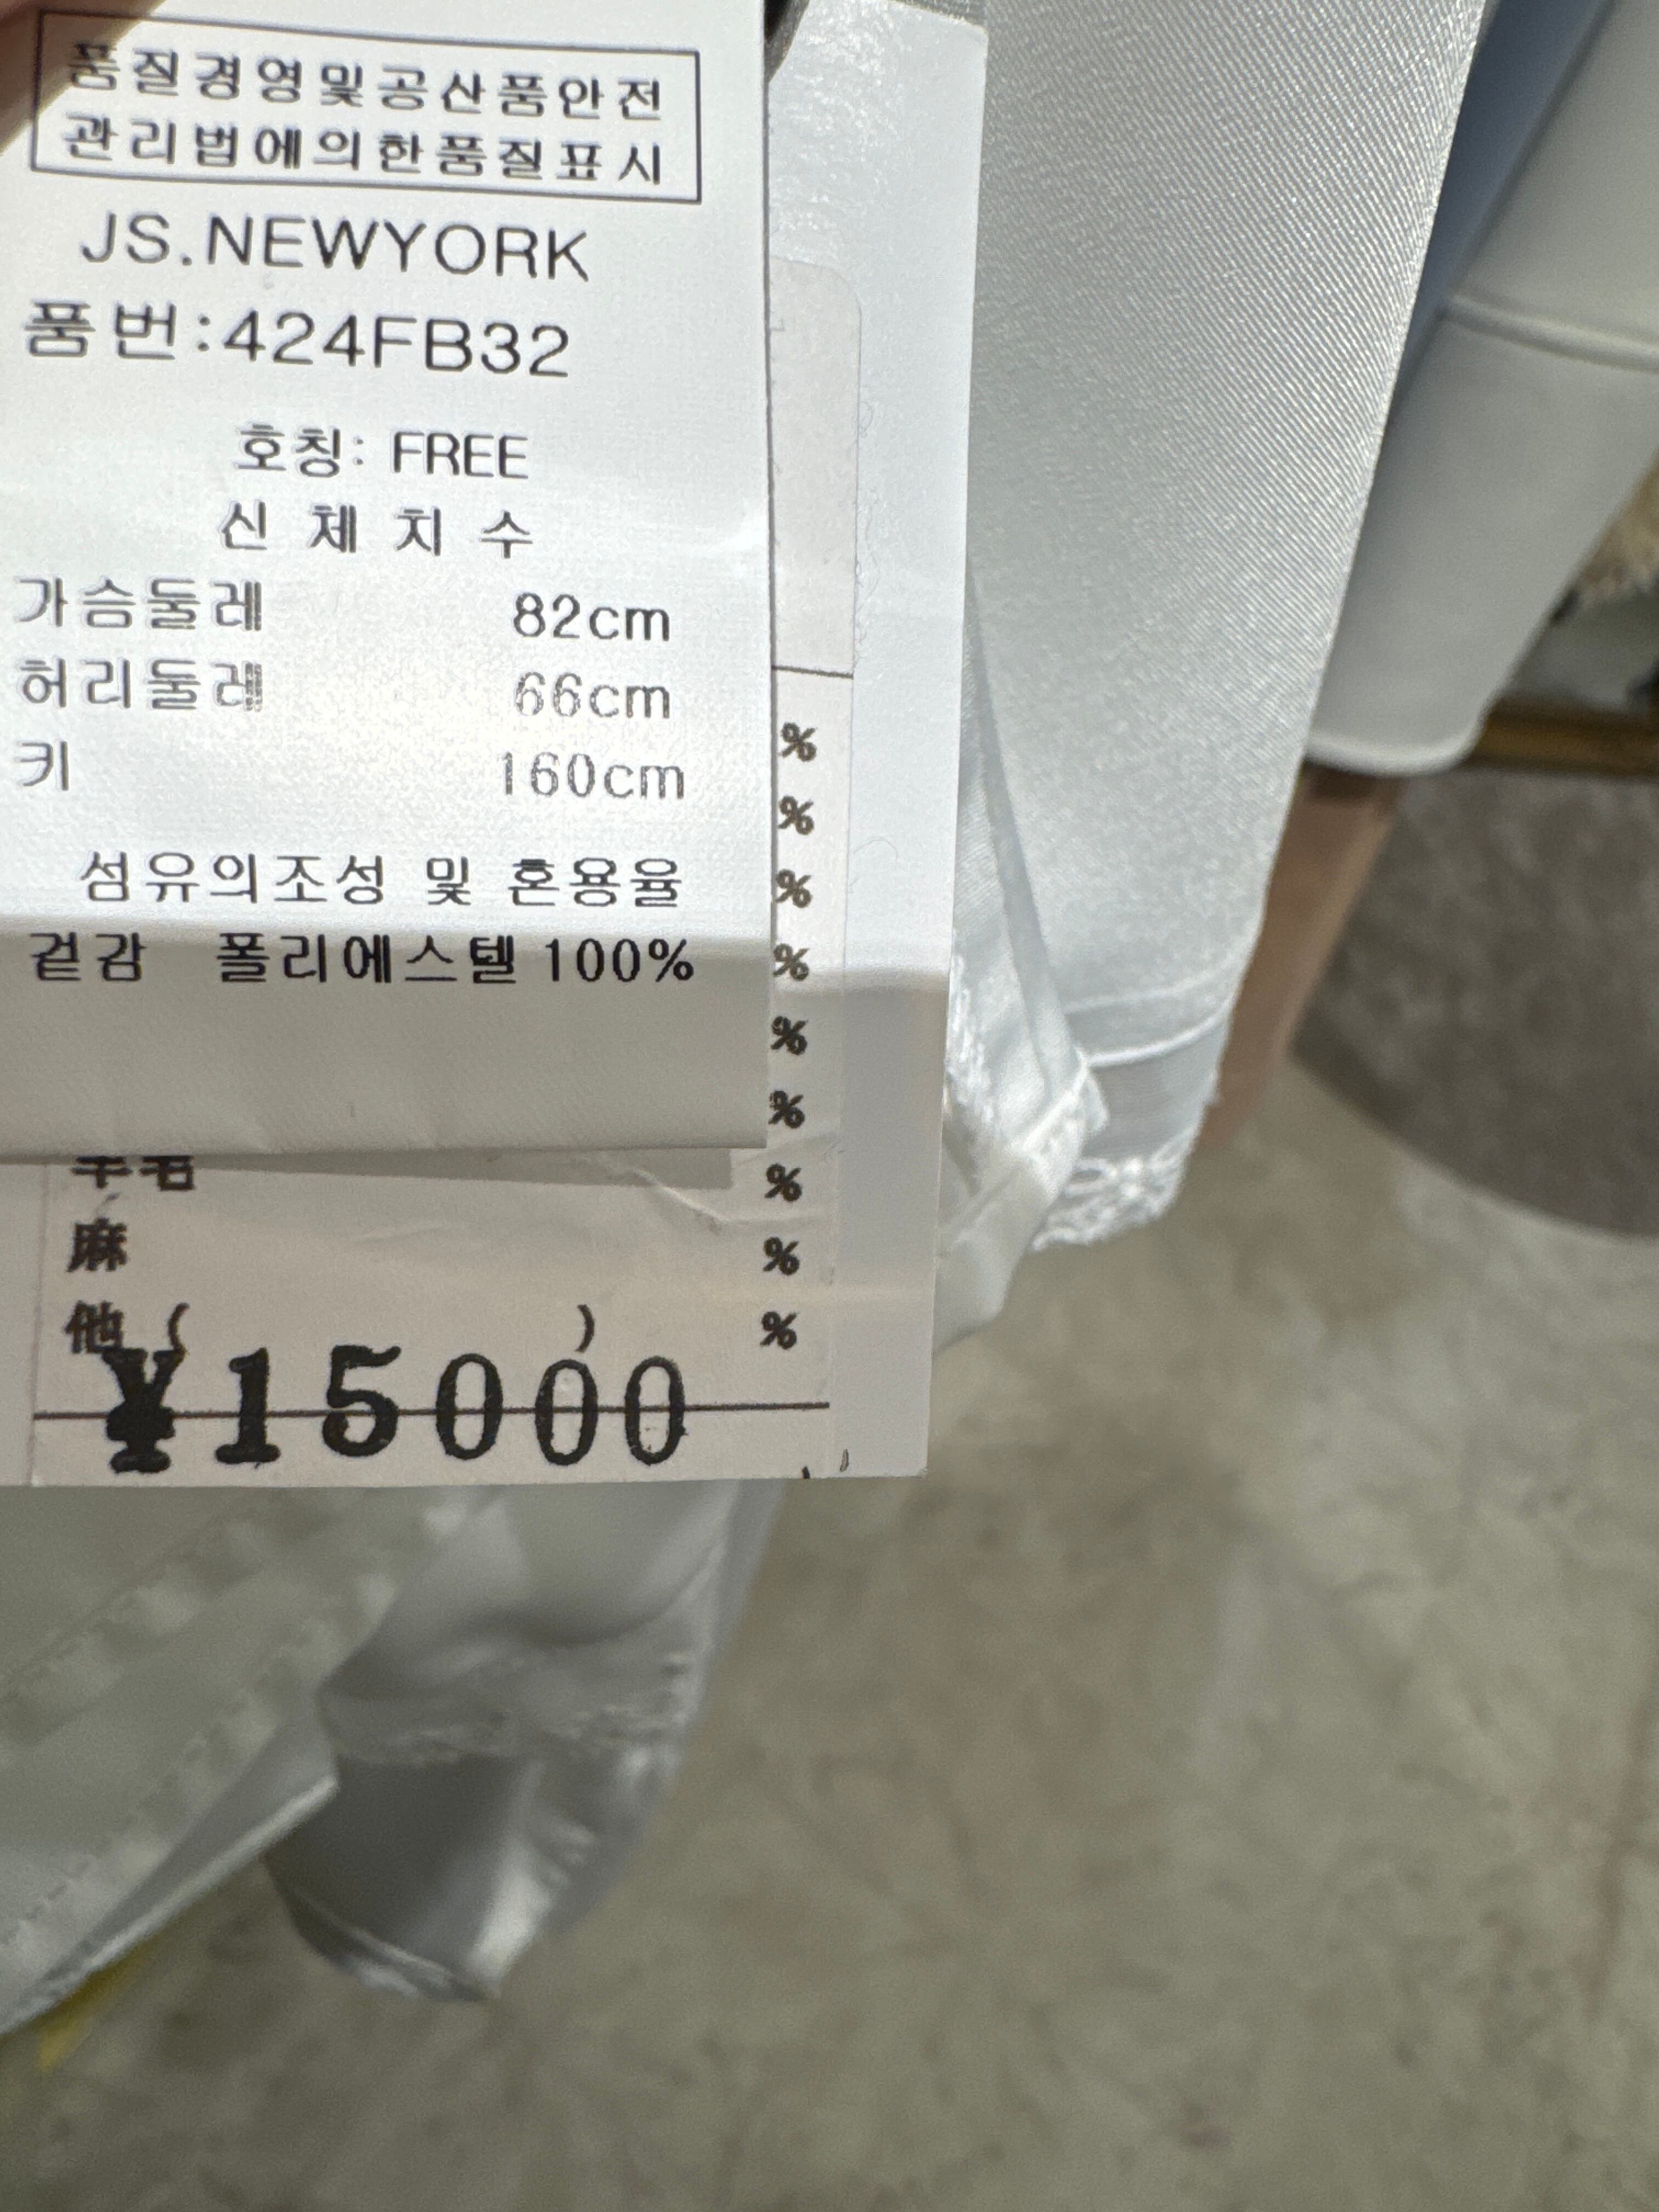 품질경영및공산품안전
관리법에의한품질표시
JS.NEWYORK
품번:424FB32
호칭: FREE
신 체 치 수
가슴둘레 82cm
허리둘레 66cm
키 160cm
섬유의조성 및 혼용율
겉감 폴리에스텔 100%
%
%
%
%
%
%
羊毛 %
麻 %
他 ( ) %
¥15000